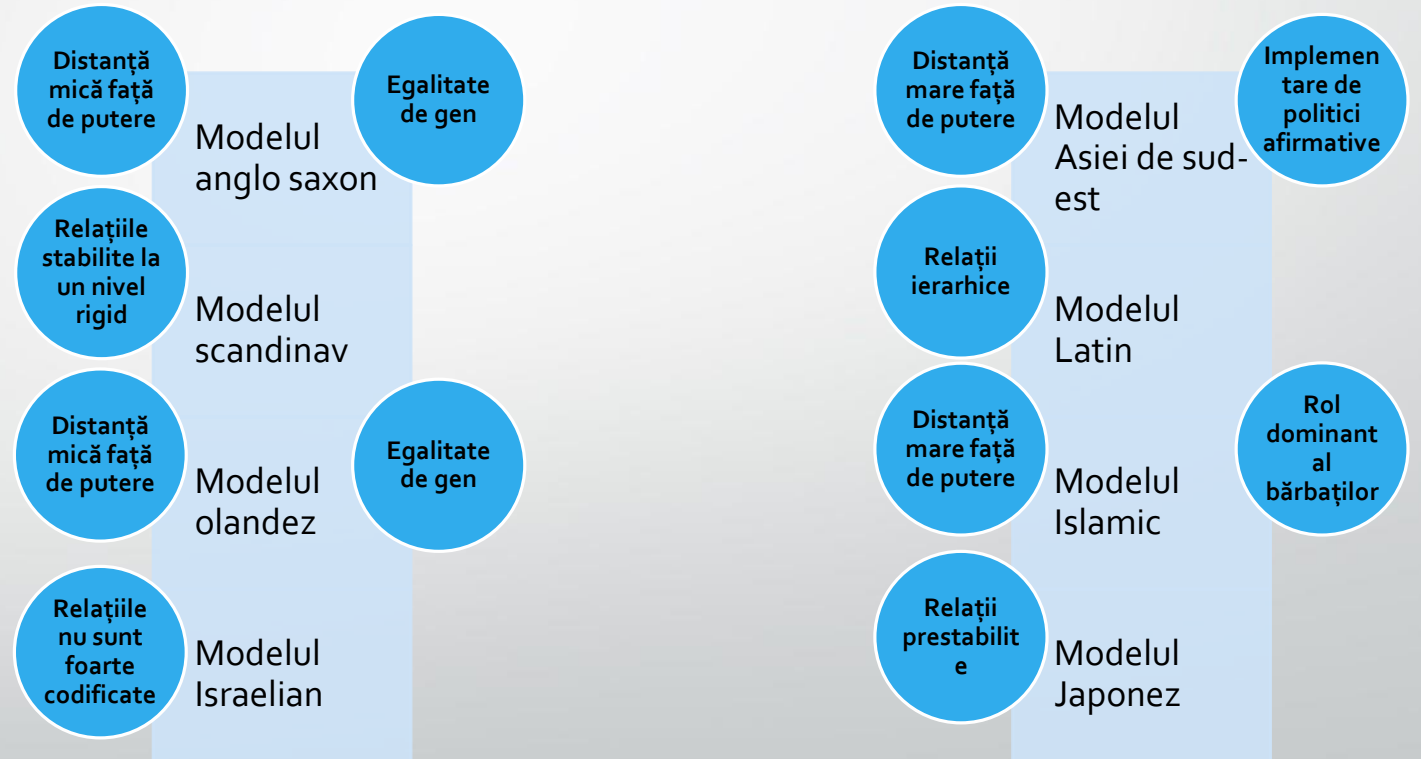 Distanță
mică față
de putere
Egalitate
de gen
Modelul
anglo saxon
Relațiile
stabilite la
un nivel
rigid
Modelul
scandinav
Distanță
mică față
de putere
Egalitate
de gen
Modelul
olandez
Relațiile
nu sunt
foarte
codificate
Modelul
Israelian
Distanță
mare față
de putere
Implemen
tare de
politici
afirmative
Modelul
Asiei de sud-
est
Relații
ierarhice
Modelul
Latin
Distanță
mare față
de putere
Rol
dominant
al
bărbaților
Modelul
Islamic
Relații
prestabilit
e
Modelul
Japonez